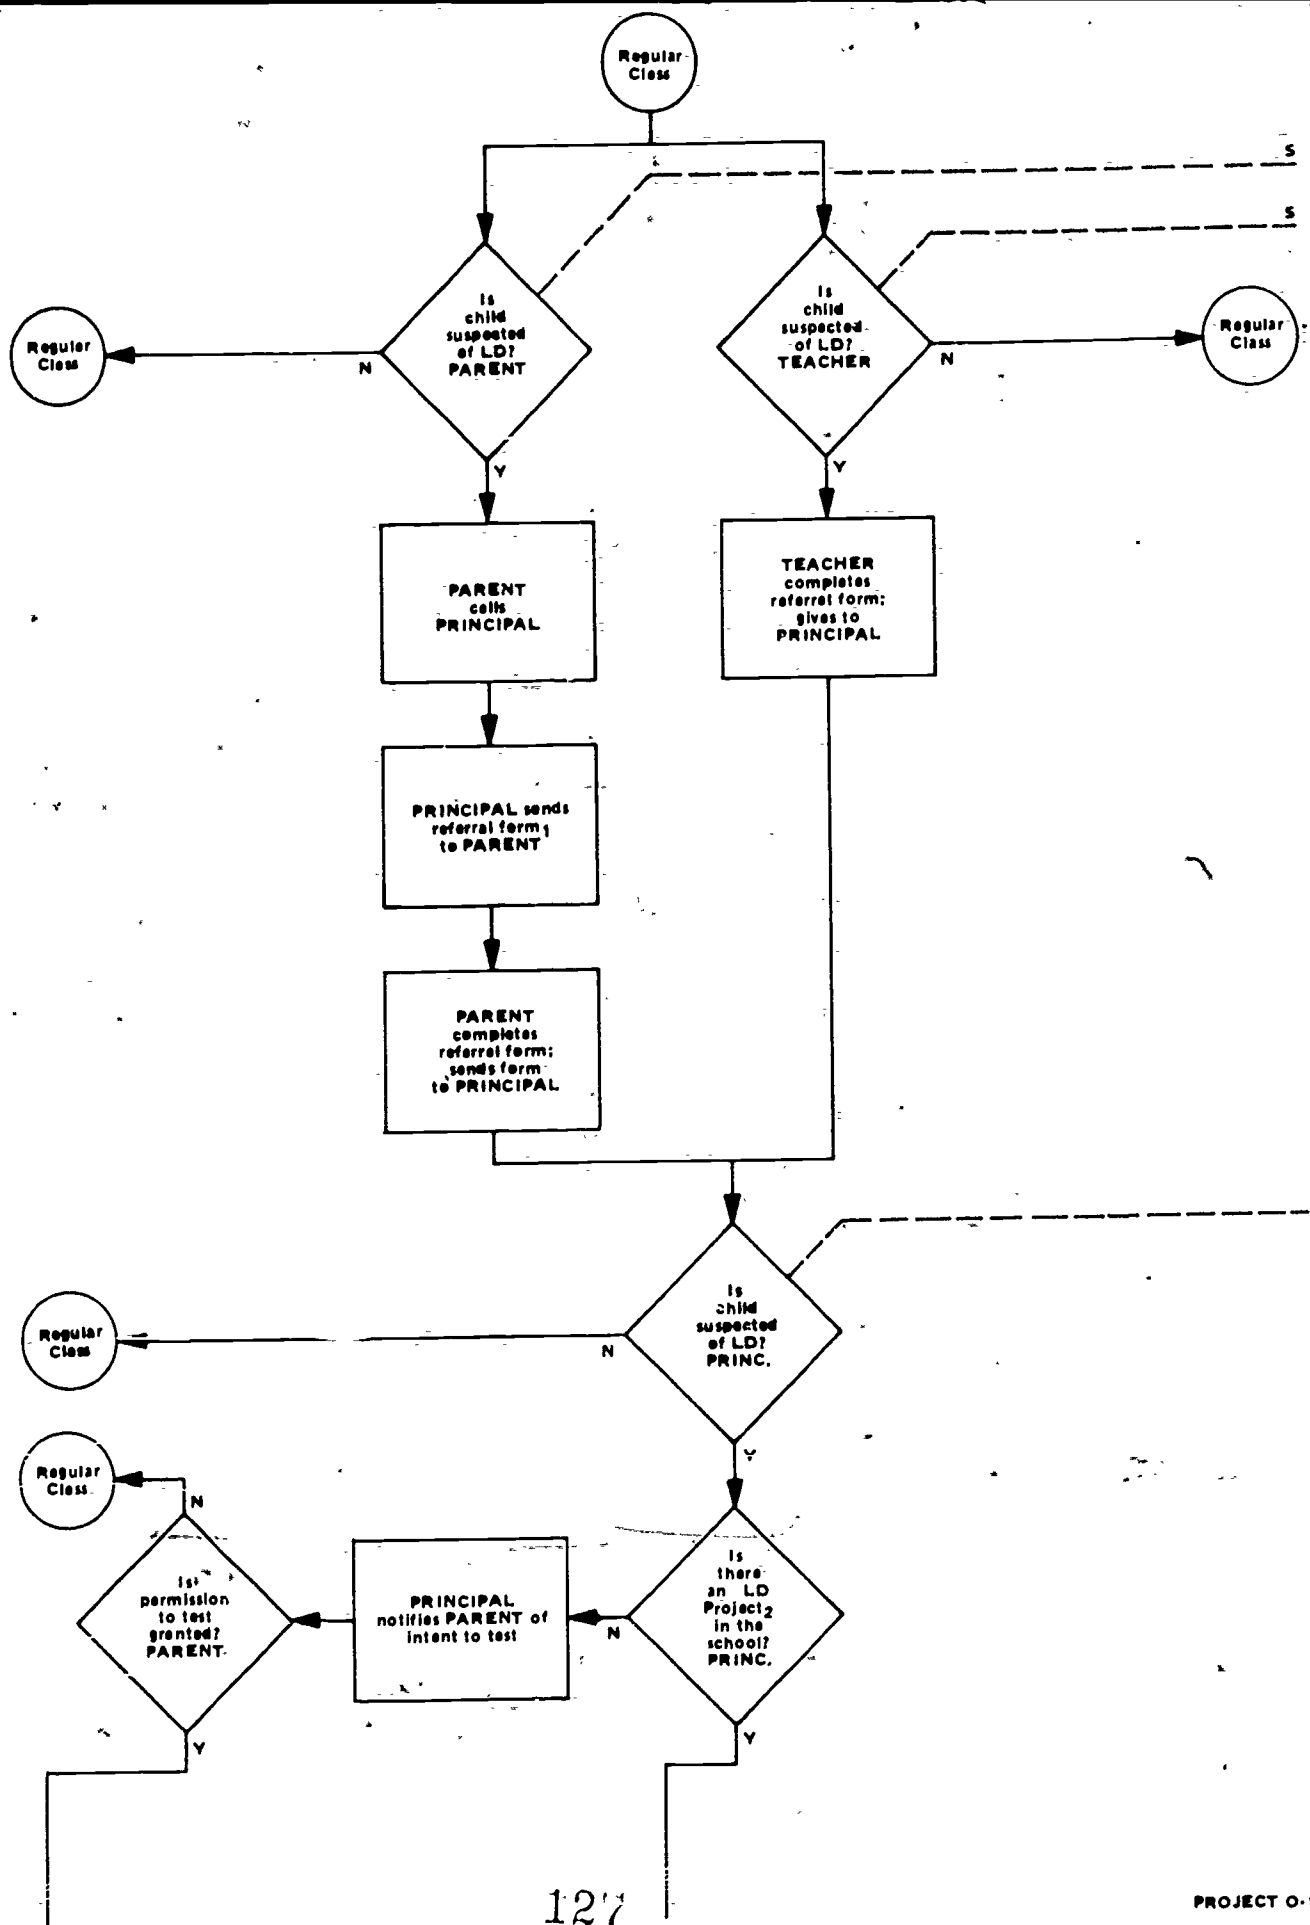 Regular
Class
S
S
Is
child
suspected
of LD?
PARENT
N
Y
Regular
Class
Is
child
suspected
of LD?
TEACHER
N
Y
Regular
Class
PARENT
calls
PRINCIPAL
TEACHER
completes
referral form;
gives to
PRINCIPAL
PRINCIPAL sends
referral form1
to PARENT
PARENT
completes
referral form;
sends form
to PRINCIPAL
Is
child
suspected
of LD?
PRINC.
N
Y
Regular
Class
Regular
Class
N
Is
permission
to test
granted?
PARENT
Y
PRINCIPAL
notifies PARENT of
intent to test
N
Is
there
an LD
Project2
in the
school?
PRINC.
Y
PROJECT